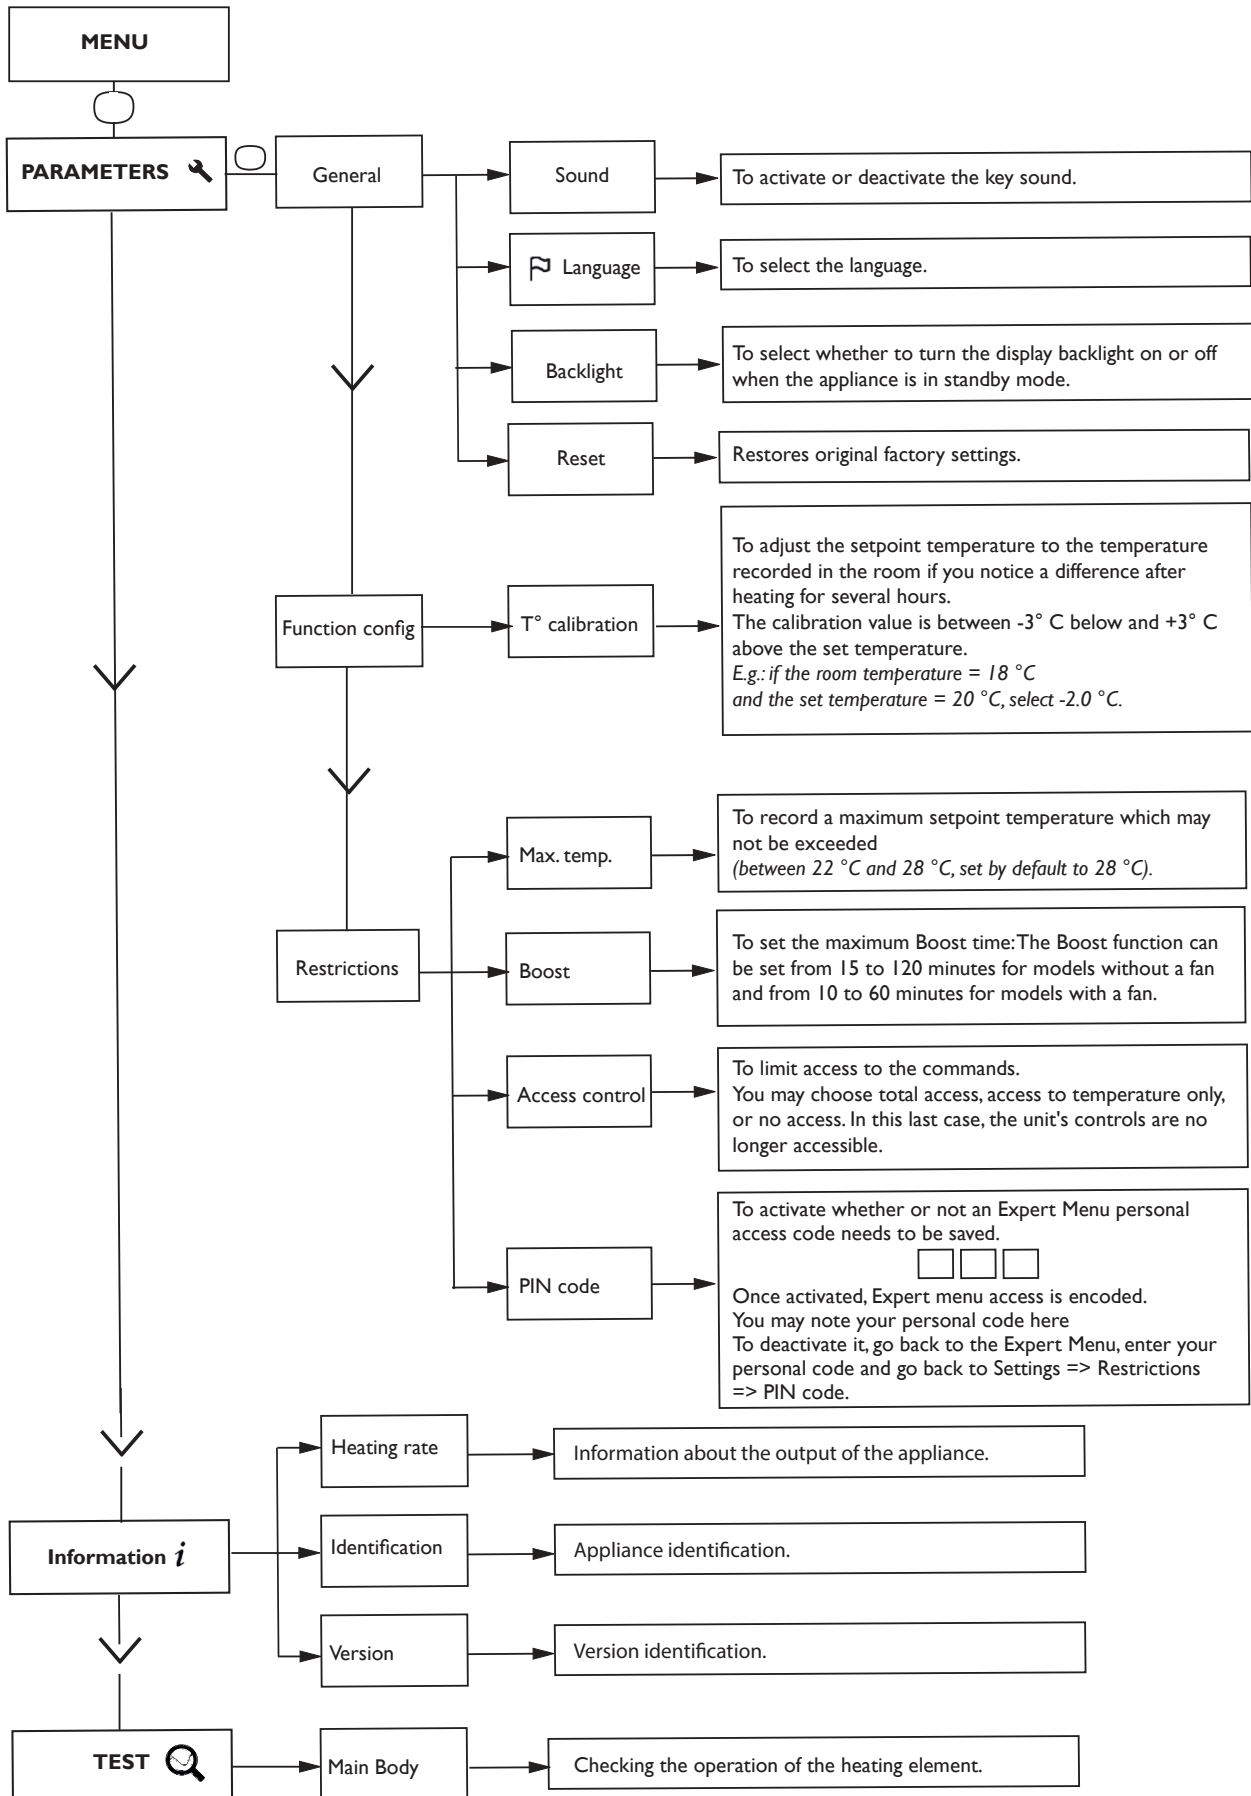 MENU
PARAMETERS
General
Sound
To activate or deactivate the key sound.
Language
To select the language.
Backlight
To select whether to turn the display backlight on or off
when the appliance is in standby mode.
Reset
Restores original factory settings.
Function config
T° calibration
To adjust the setpoint temperature to the temperature
recorded in the room if you notice a difference after
heating for several hours.
The calibration value is between -3° C below and +3° C
above the set temperature.
E.g.: if the room temperature = 18 °C
and the set temperature = 20 °C, select -2.0 °C.
Restrictions
Max. temp.
To record a maximum setpoint temperature which may
not be exceeded
(between 22 °C and 28 °C, set by default to 28 °C).
Boost
To set the maximum Boost time: The Boost function can
be set from 15 to 120 minutes for models without a fan
and from 10 to 60 minutes for models with a fan.
Access control
To limit access to the commands.
You may choose total access, access to temperature only,
or no access. In this last case, the unit's controls are no
longer accessible.
PIN code
To activate whether or not an Expert Menu personal
access code needs to be saved.
Once activated, Expert menu access is encoded.
You may note your personal code here
To deactivate it, go back to the Expert Menu, enter your
personal code and go back to Settings => Restrictions
=> PIN code.
Information i
Heating rate
Information about the output of the appliance.
Identification
Appliance identification.
Version
Version identification.
TEST
Main Body
Checking the operation of the heating element.